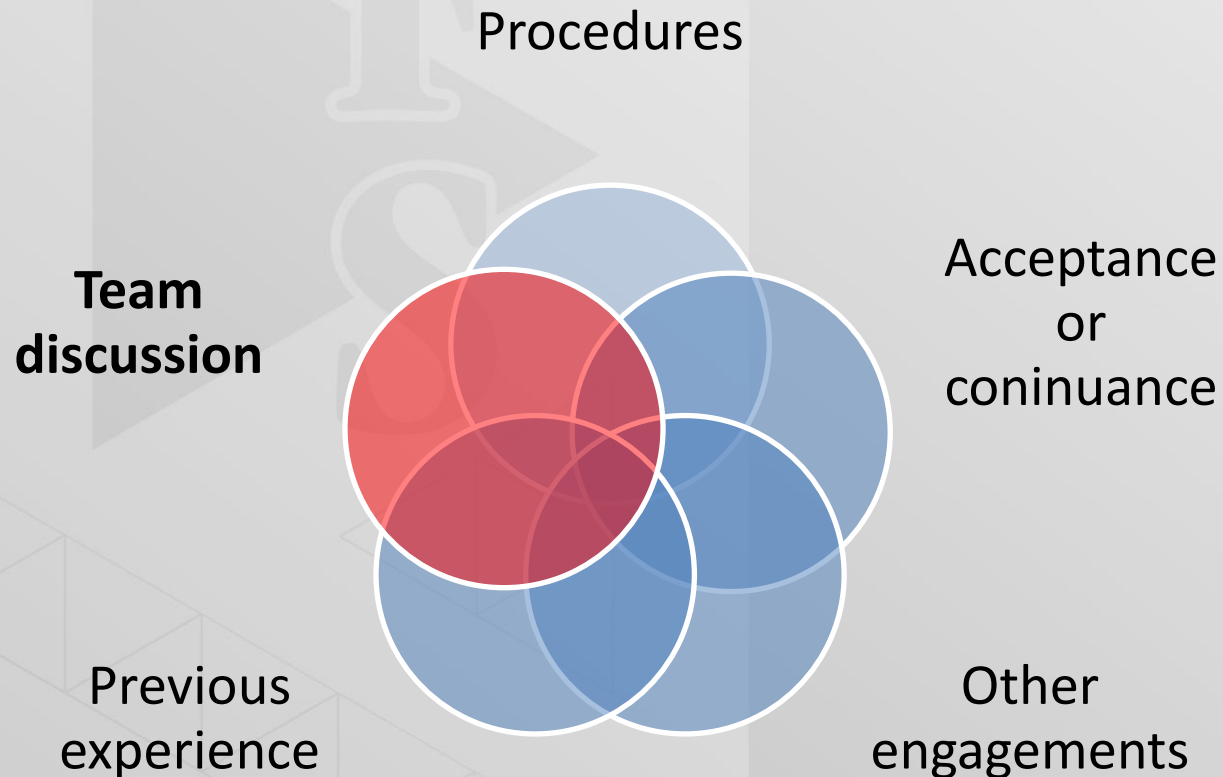 Procedures
Team
discussion
Acceptance
or
coninuance
Previous
experience
Other
engagements